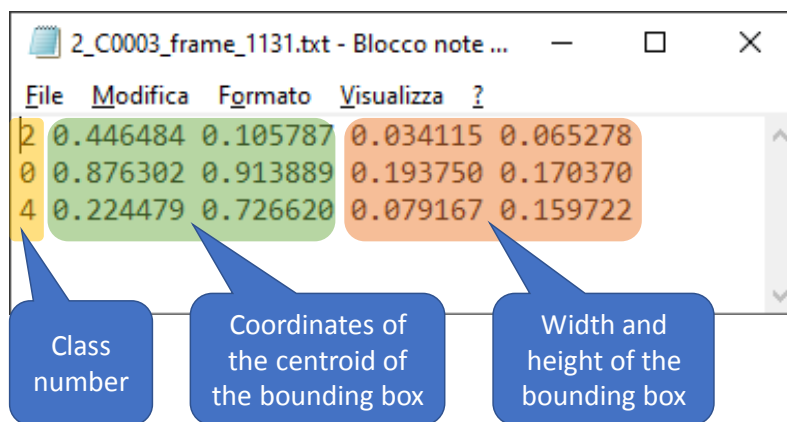 2_C0003_frame_1131.txt - Blocco note ...
File Modifica Formato Visualizza ?
2 0.446484 0.105787 0.034115 0.065278
0 0.876302 0.913889 0.193750 0.170370
4 0.224479 0.726620 0.079167 0.159722
Class
number
Coordinates of
the centroid of
the bounding box
Width and
height of the
bounding box